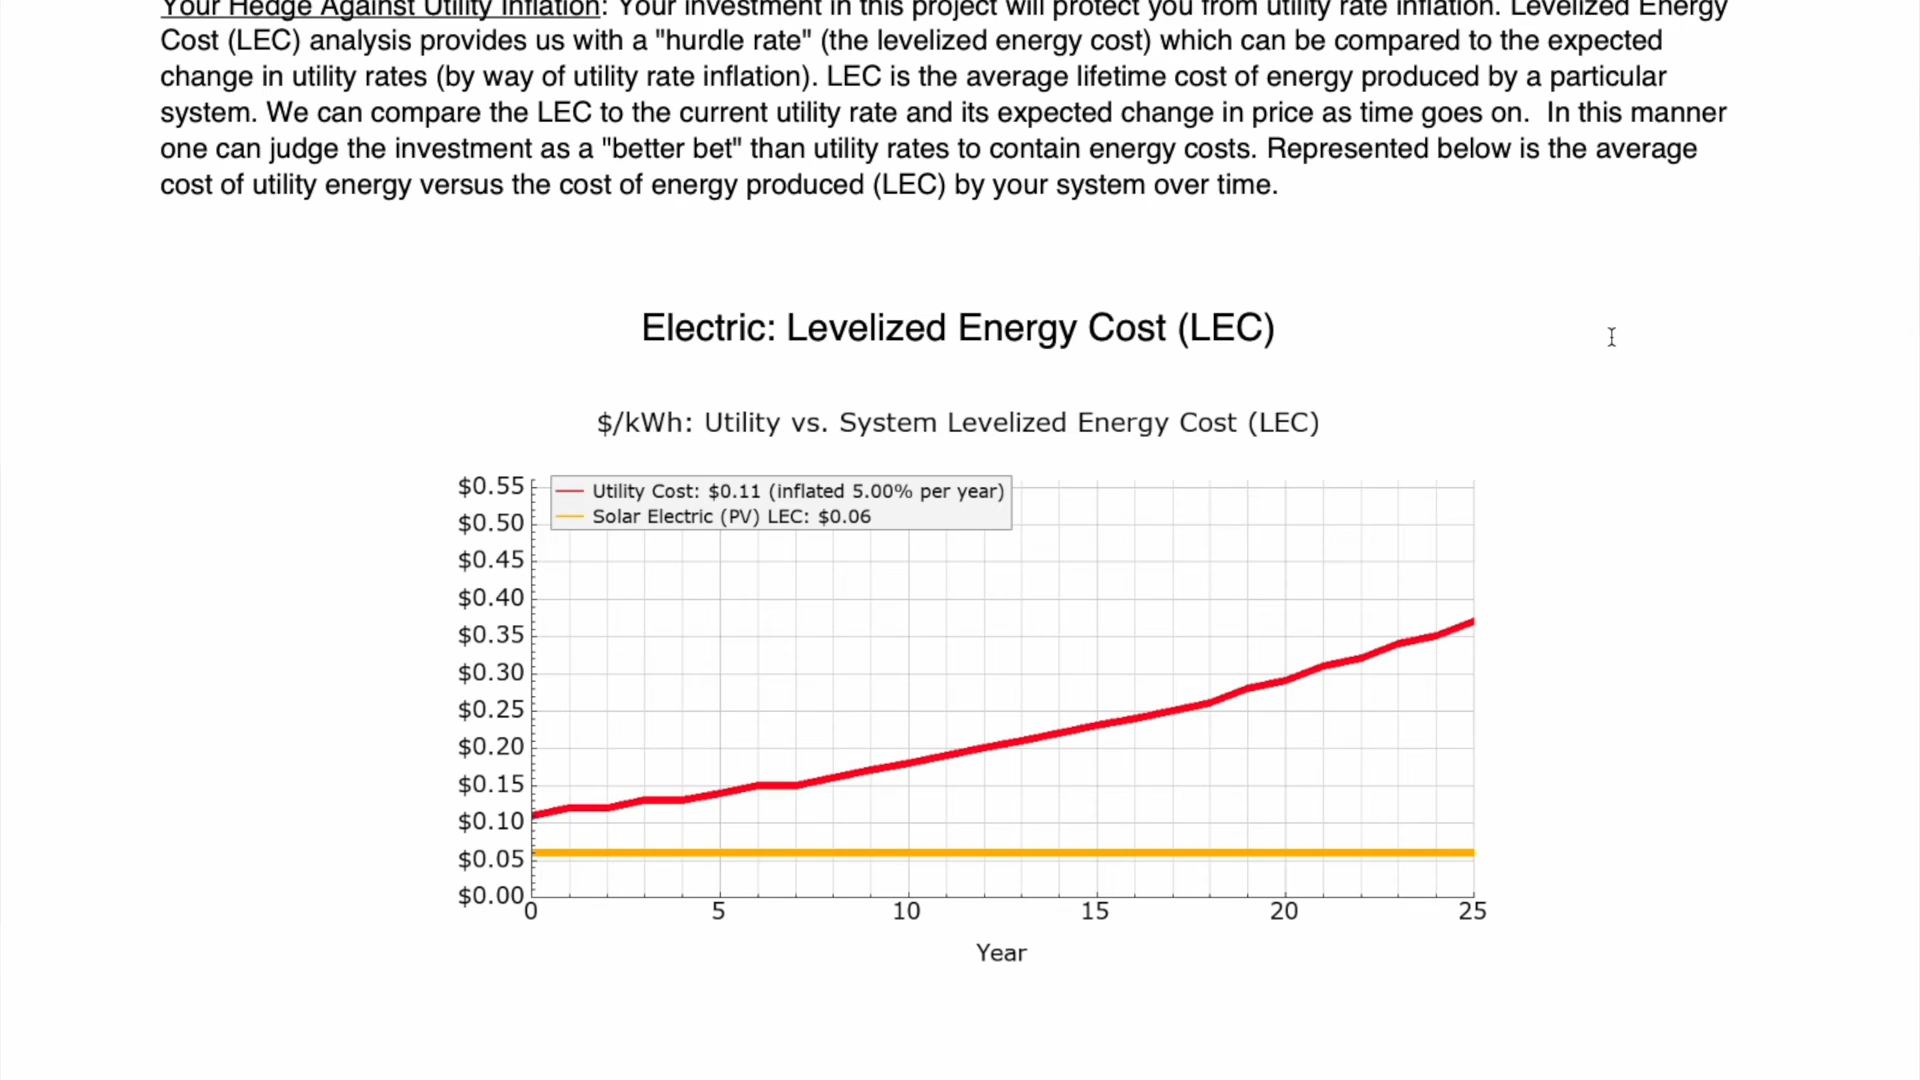 Your Hedge Against Utility Inflation: Your investment in this project will protect you from utility rate inflation. Levelized Energy
Cost (LEC) analysis provides us with a "hurdle rate" (the levelized energy cost) which can be compared to the expected
change in utility rates (by way of utility rate inflation). LEC is the average lifetime cost of energy produced by a particular
system. We can compare the LEC to the current utility rate and its expected change in price as time goes on.  In this manner
one can judge the investment as a "better bet" than utility rates to contain energy costs. Represented below is the average
cost of utility energy versus the cost of energy produced (LEC) by your system over time.
Electric: Levelized Energy Cost (LEC)
$/kWh: Utility vs. System Levelized Energy Cost (LEC)
Utility Cost: $0.11 (inflated 5.00% per year)
Solar Electric (PV) LEC: $0.06
$0.55
$0.50
$0.45
$0.40
$0.35
$0.30
$0.25
$0.20
$0.15
$0.10
$0.05
$0.00
0 5 10 15 20 25
Year